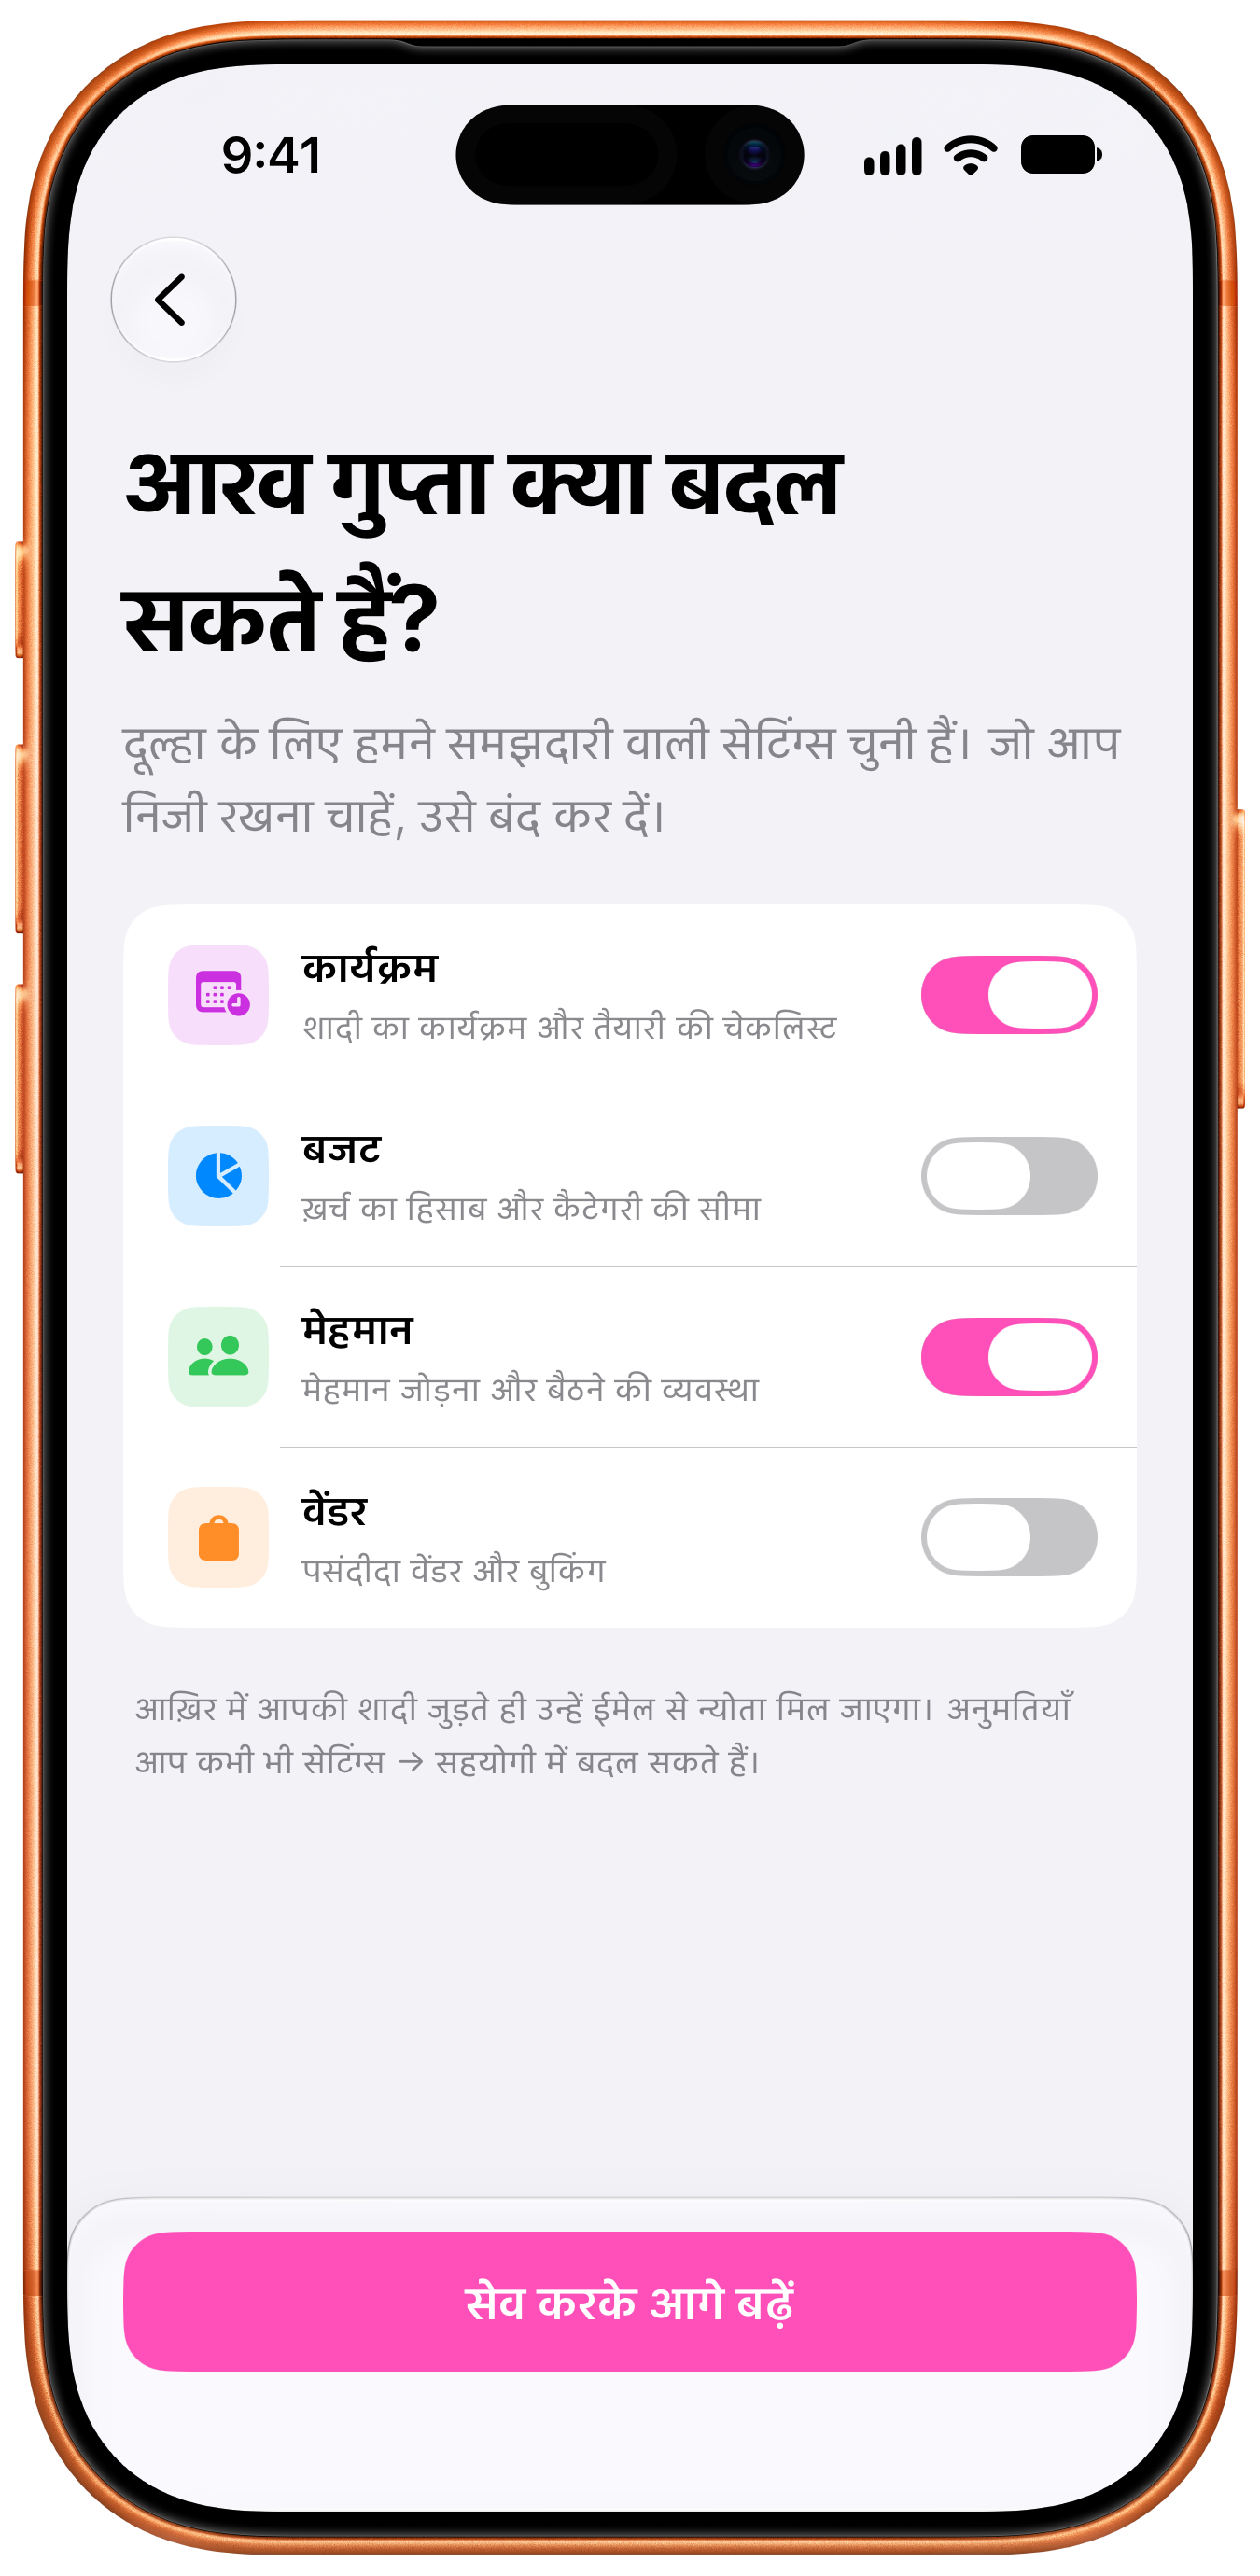 9:41
आरव गुप्ता क्या बदल
सकते हैं?
दूल्हा के लिए हमने समझदारी वाली सेटिंग्स चुनी हैं। जो आप
निजी रखना चाहें, उसे बंद कर दें।
कार्यक्रम
शादी का कार्यक्रम और तैयारी की चेकलिस्ट
बजट
ख़र्च का हिसाब और कैटेगरी की सीमा
मेहमान
मेहमान जोड़ना और बैठने की व्यवस्था
वेंडर
पसंदीदा वेंडर और बुकिंग
आख़िर में आपकी शादी जुड़ते ही उन्हें ईमेल से न्योता मिल जाएगा। अनुमतियाँ
आप कभी भी सेटिंग्स → सहयोगी में बदल सकते हैं।
सेव करके आगे बढ़ें